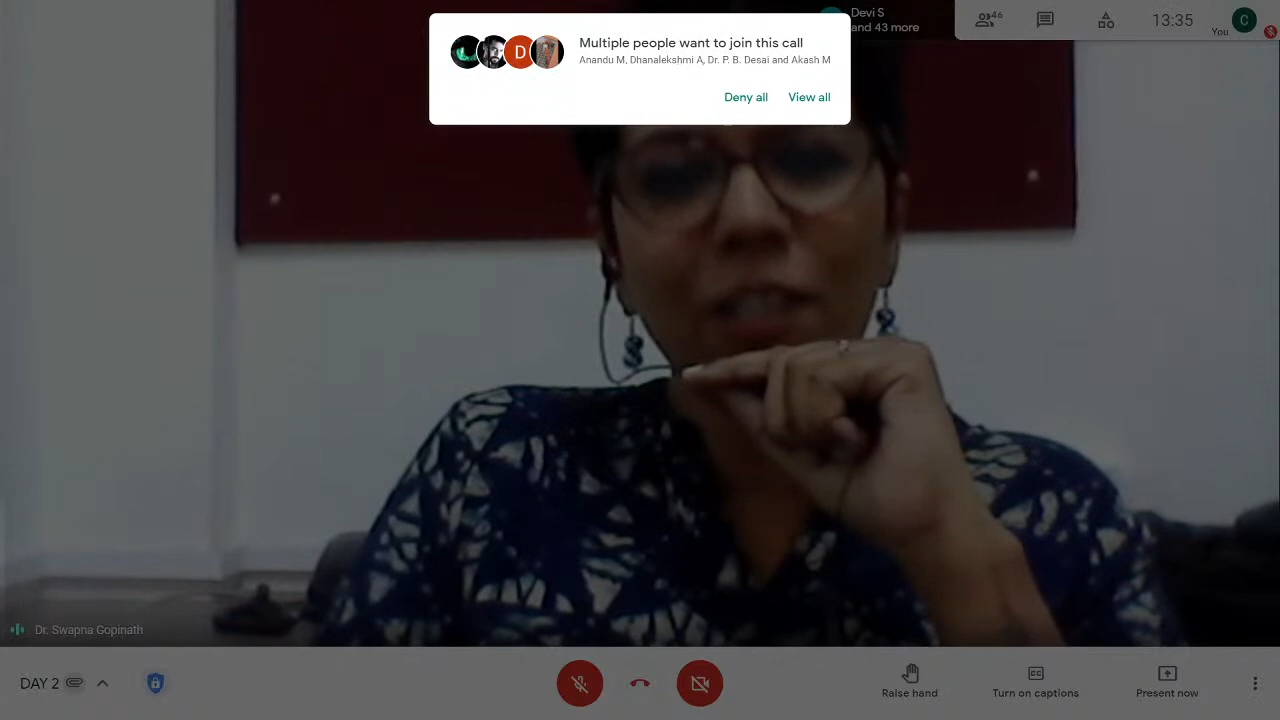 Devi S
and 43 more
46
13:35
You
C
Multiple people want to join this call
D
Anandu M, Dhanalekshmi A, Dr. P. B. Desai and Akash M
Deny all
View all
Dr. Swapna Gopinath
DAY 2
CC
Raise hand
Turn on captions
Present now